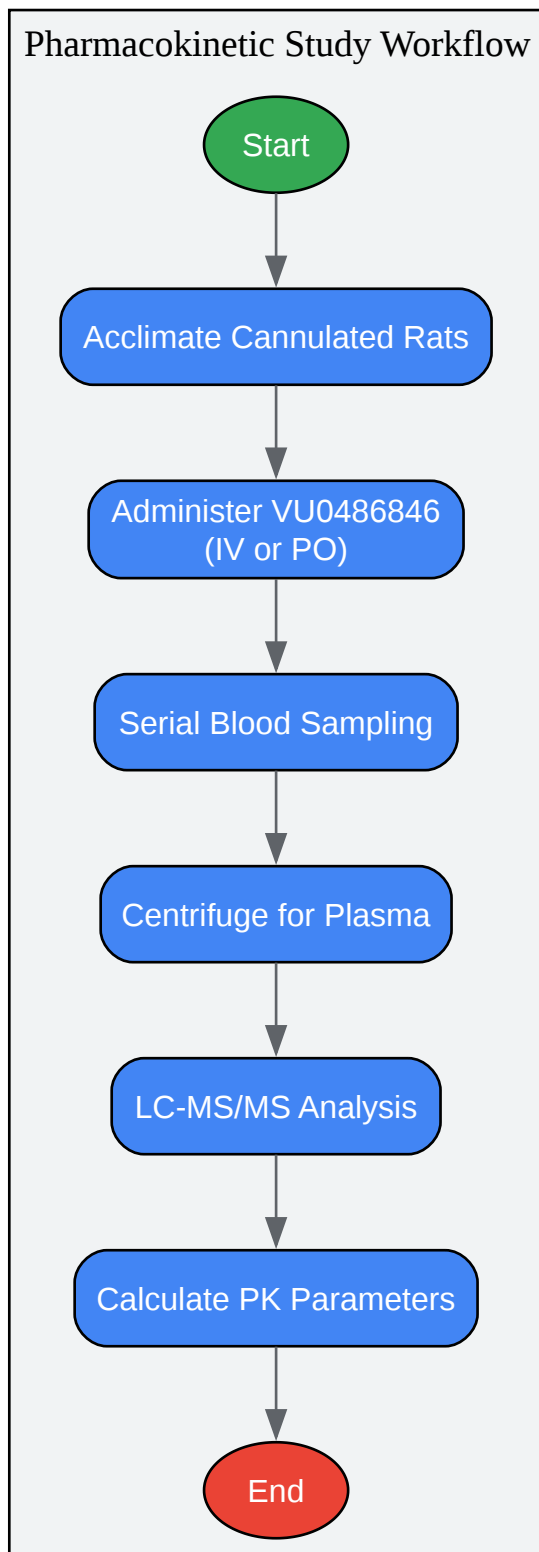 Pharmacokinetic Study Workflow
Start
Acclimate Cannulated Rats
Administer VU0486846
(IV or PO)
Serial Blood Sampling
Centrifuge for Plasma
LC-MS/MS Analysis
Calculate PK Parameters
End